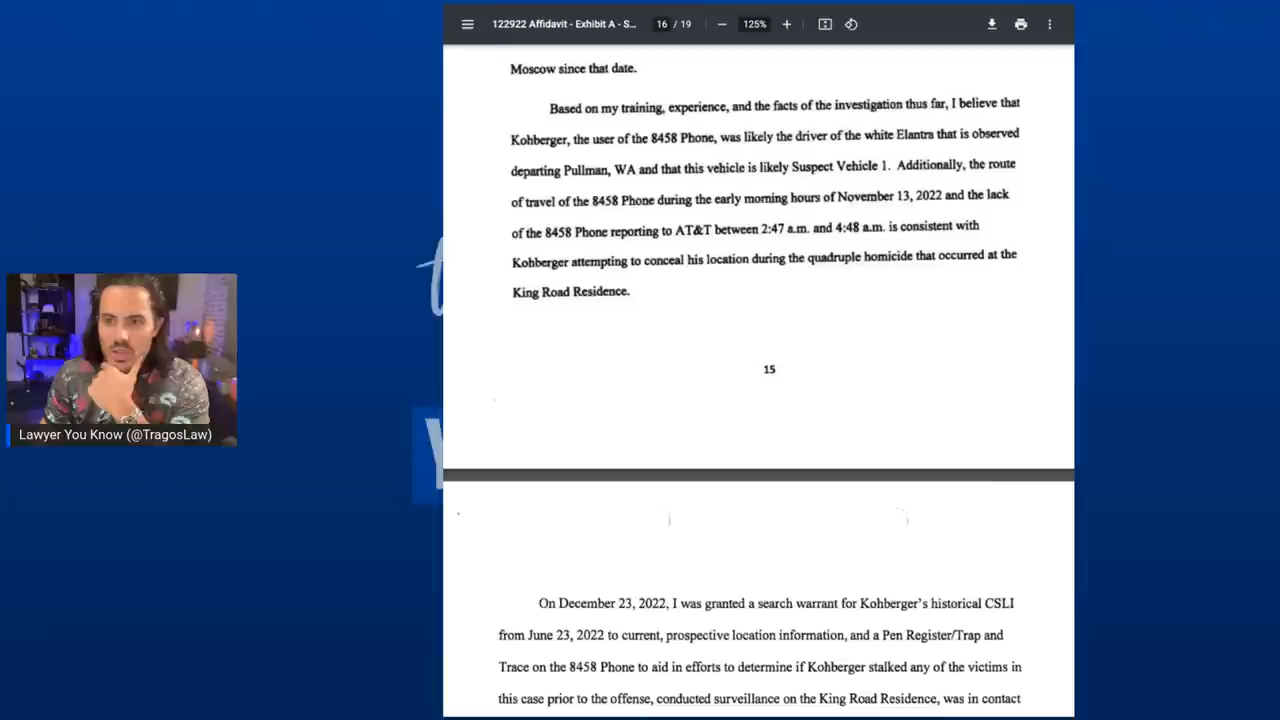 122922 Affidavit - Exhibit A - S... 16 / 19 125%
Moscow since that date.
Based on my training, experience, and the facts of the investigation thus far, I believe that
Kohberger, the user of the 8458 Phone, was likely the driver of the white Elantra that is observed
departing Pullman, WA and that this vehicle is likely Suspect Vehicle 1. Additionally, the route
of travel of the 8458 Phone during the early morning hours of November 13, 2022 and the lack
of the 8458 Phone reporting to AT&T between 2:47 a.m. and 4:48 a.m. is consistent with
Kohberger attempting to conceal his location during the quadruple homicide that occurred at the
King Road Residence.
15
Lawyer You Know (@TragosLaw)
On December 23, 2022, I was granted a search warrant for Kohberger's historical CSLI
from June 23, 2022 to current, prospective location information, and a Pen Register/Trap and
Trace on the 8458 Phone to aid in efforts to determine if Kohberger stalked any of the victims in
this case prior to the offense, conducted surveillance on the King Road Residence, was in contact